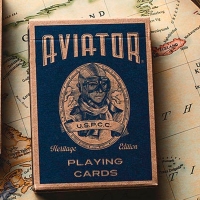 AVIATOR
U.S.P.C.C.
Heritage Edition
PLAYING
CARDS